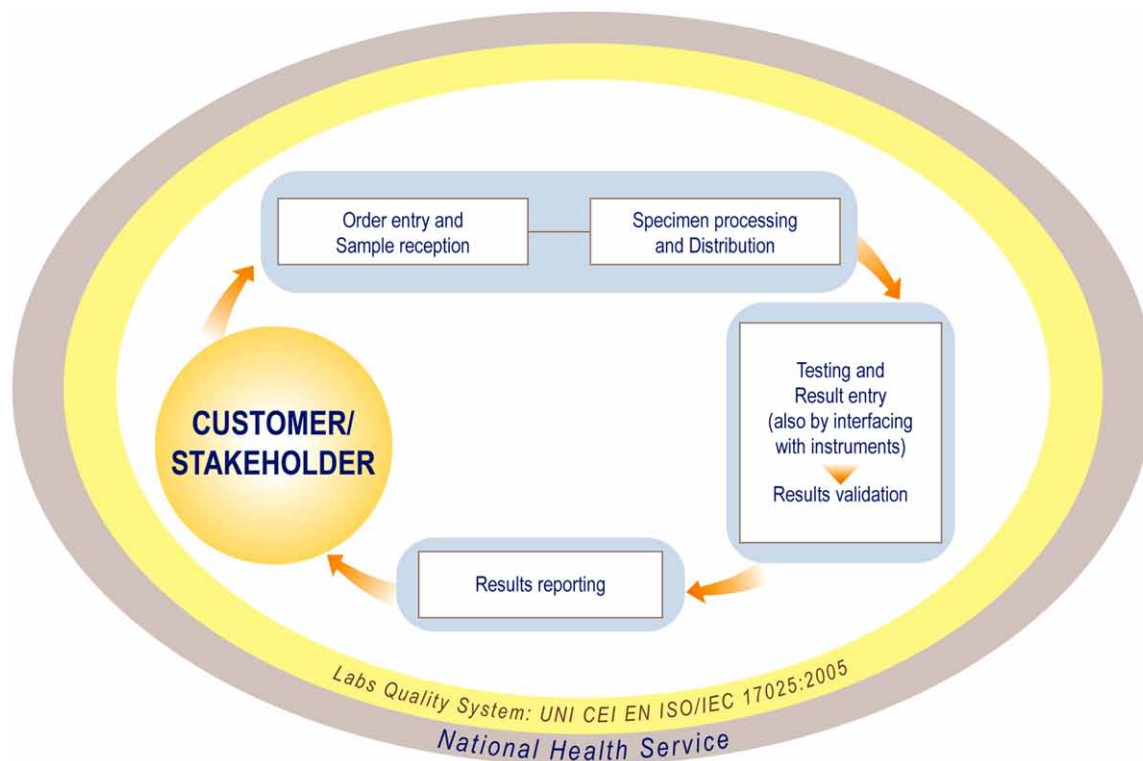 Order entry and
Sample reception
Specimen processing
and Distribution
Testing and
Result entry
(also by interfacing
with instruments)
Results validation
Results reporting
CUSTOMER/
STAKEHOLDER
Labs Quality System: UNI CEI EN ISO/IEC 17025:2005
National Health Service